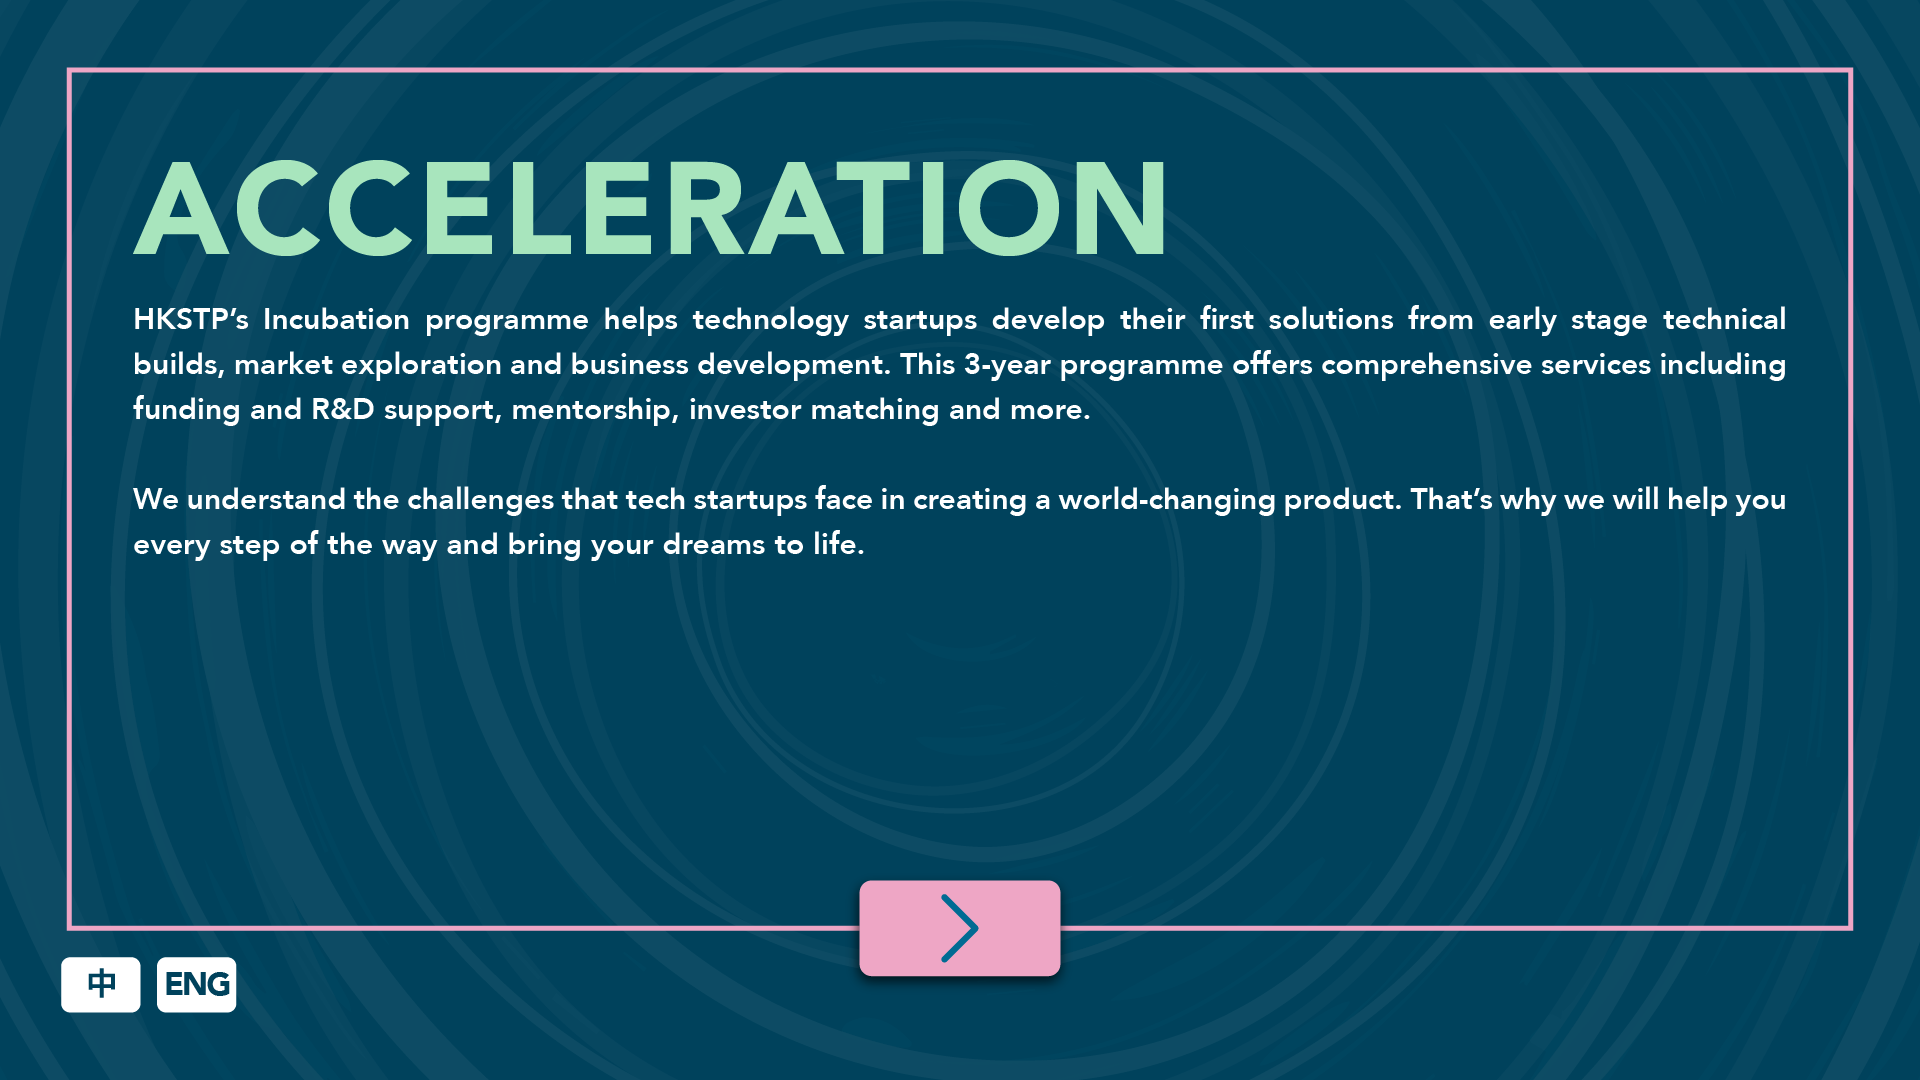 ACCELERATION
HKSTP’s Incubation programme helps technology startups develop their first solutions from early stage technical
builds, market exploration and business development. This 3-year programme offers comprehensive services including
funding and R&D support, mentorship, investor matching and more.
We understand the challenges that tech startups face in creating a world-changing product. That’s why we will help you
every step of the way and bring your dreams to life.
中 ENG